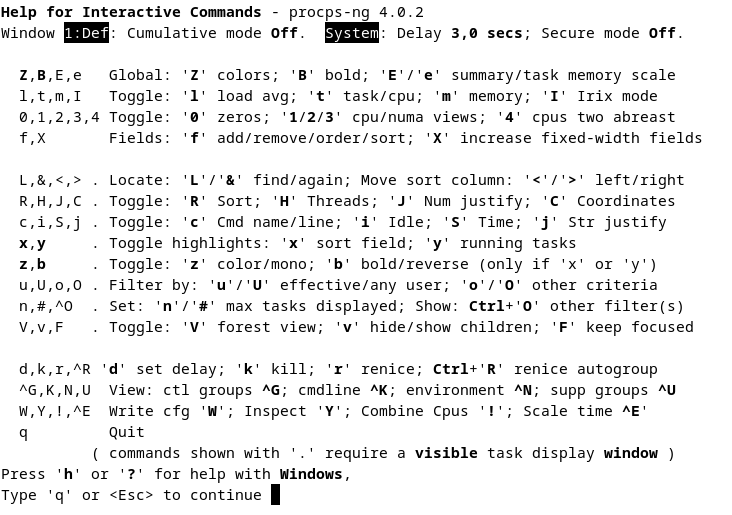 Help for Interactive Commands - procps-ng 4.0.2
Window 1:Def: Cumulative mode Off.  System: Delay 3,0 secs; Secure mode Off.

  Z,B,E,e   Global: 'Z' colors; 'B' bold; 'E'/'e' summary/task memory scale
  l,t,m,I   Toggle: 'l' load avg; 't' task/cpu; 'm' memory; 'I' Irix mode
  0,1,2,3,4 Toggle: '0' zeros; '1/2/3' cpu/numa views; '4' cpus two abreast
  f,X       Fields: 'f' add/remove/order/sort; 'X' increase fixed-width fields

  L,&,<,> . Locate: 'L'/'&' find/again; Move sort column: '<'/'>' left/right
  R,H,J,C . Toggle: 'R' Sort; 'H' Threads; 'J' Num justify; 'C' Coordinates
  c,i,S,j . Toggle: 'c' Cmd name/line; 'i' Idle; 'S' Time; 'j' Str justify
  x,y     . Toggle highlights: 'x' sort field; 'y' running tasks
  z,b     . Toggle: 'z' color/mono; 'b' bold/reverse (only if 'x' or 'y')
  u,U,o,O . Filter by: 'u'/'U' effective/any user; 'o'/'O' other criteria
  n,#,^O  . Set: 'n'/'#' max tasks displayed; Show: Ctrl+'O' other filter(s)
  V,v,F   . Toggle: 'V' forest view; 'v' hide/show children; 'F' keep focused

  d,k,r,^R 'd' set delay; 'k' kill; 'r' renice; Ctrl+'R' renice autogroup
  ^G,K,N,U  View: ctl groups ^G; cmdline ^K; environment ^N; supp groups ^U
  W,Y,!,^E  Write cfg 'W'; Inspect 'Y'; Combine Cpus '!'; Scale time ^E'
  q         Quit
          ( commands shown with '.' require a visible task display window )
Press 'h' or '?' for help with Windows,
Type 'q' or <Esc> to continue